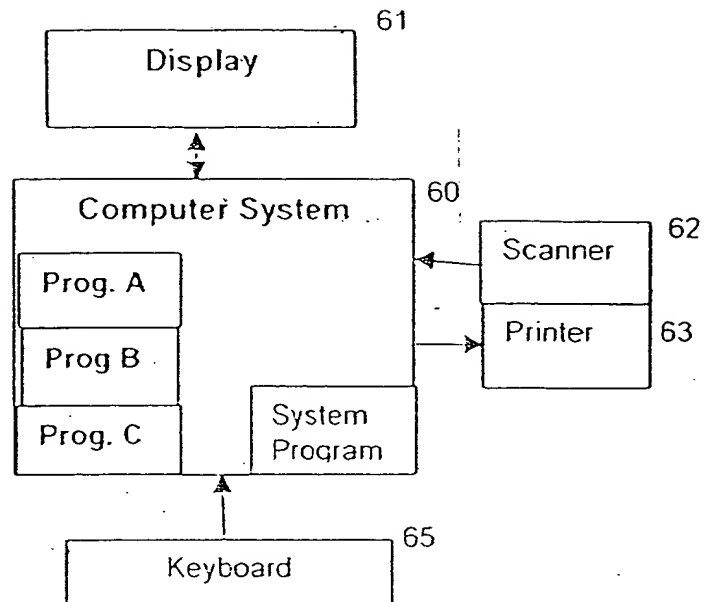 61
Display
60
Computer System
62
Scanner
Prog. A
Printer
63
Prog B
System
Program
Prog. C
65
Keyboard